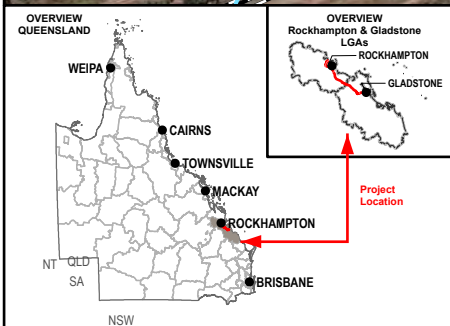 OVERVIEW
QUEENSLAND
WEIPA
CAIRNS
TOWNSVILLE
MACKAY
ROCKHAMPTON
BRISBANE
NT
QLD
SA
NSW
OVERVIEW
Rockhampton & Gladstone
LGAs
ROCKHAMPTON
GLADSTONE
Project
Location